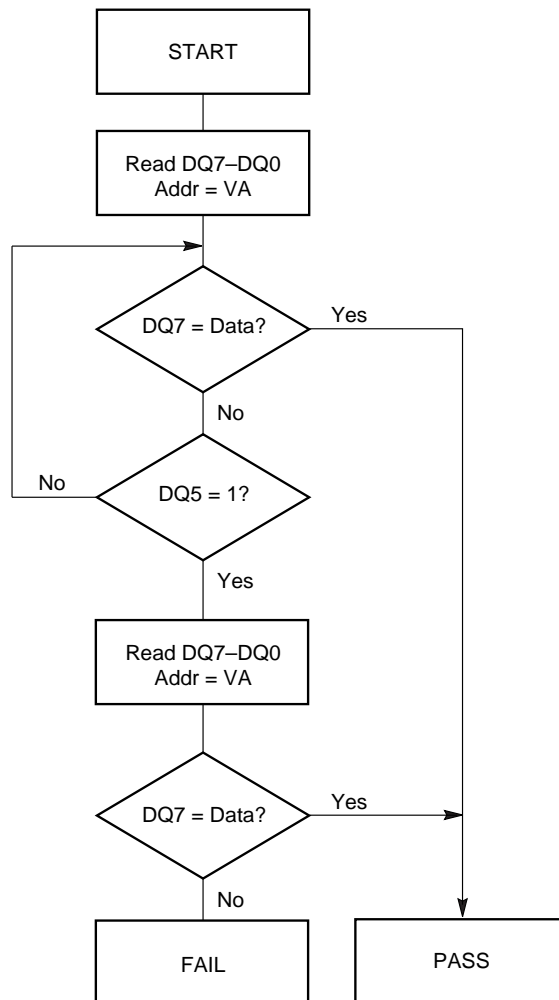 START
Read DQ7–DQ0
Addr = VA
DQ7 = Data?
Yes
No
No
DQ5 = 1?
Yes
Read DQ7–DQ0
Addr = VA
DQ7 = Data?
Yes
No
FAIL
PASS